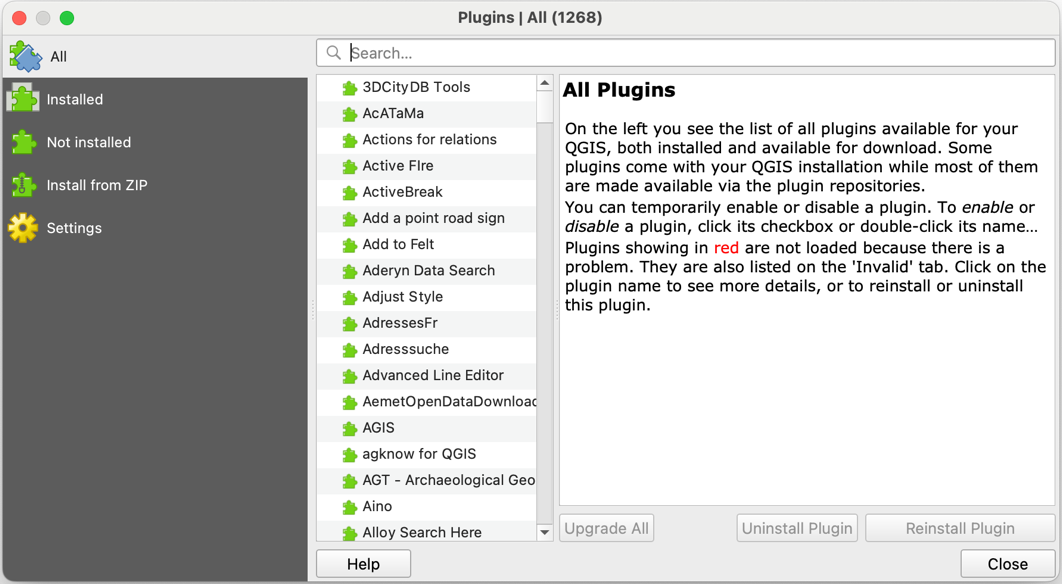 Plugins | All (1268)
All
Installed
Not installed
Install from ZIP
Settings
Search...
3DCityDB Tools
AcATaMa
Actions for relations
Active FIre
ActiveBreak
Add a point road sign
Add to Felt
Aderyn Data Search
Adjust Style
AdressesFr
Adresssuche
Advanced Line Editor
AemetOpenDataDownload
AGIS
agknow for QGIS
AGT - Archaeological Geo
Aino
Alloy Search Here
All Plugins
On the left you see the list of all plugins available for your
QGIS, both installed and available for download. Some
plugins come with your QGIS installation while most of them
are made available via the plugin repositories.
You can temporarily enable or disable a plugin. To enable or
disable a plugin, click its checkbox or double-click its name...
Plugins showing in red are not loaded because there is a
problem. They are also listed on the 'Invalid' tab. Click on the
plugin name to see more details, or to reinstall or uninstall
this plugin.
Upgrade All
Uninstall Plugin
Reinstall Plugin
Help
Close